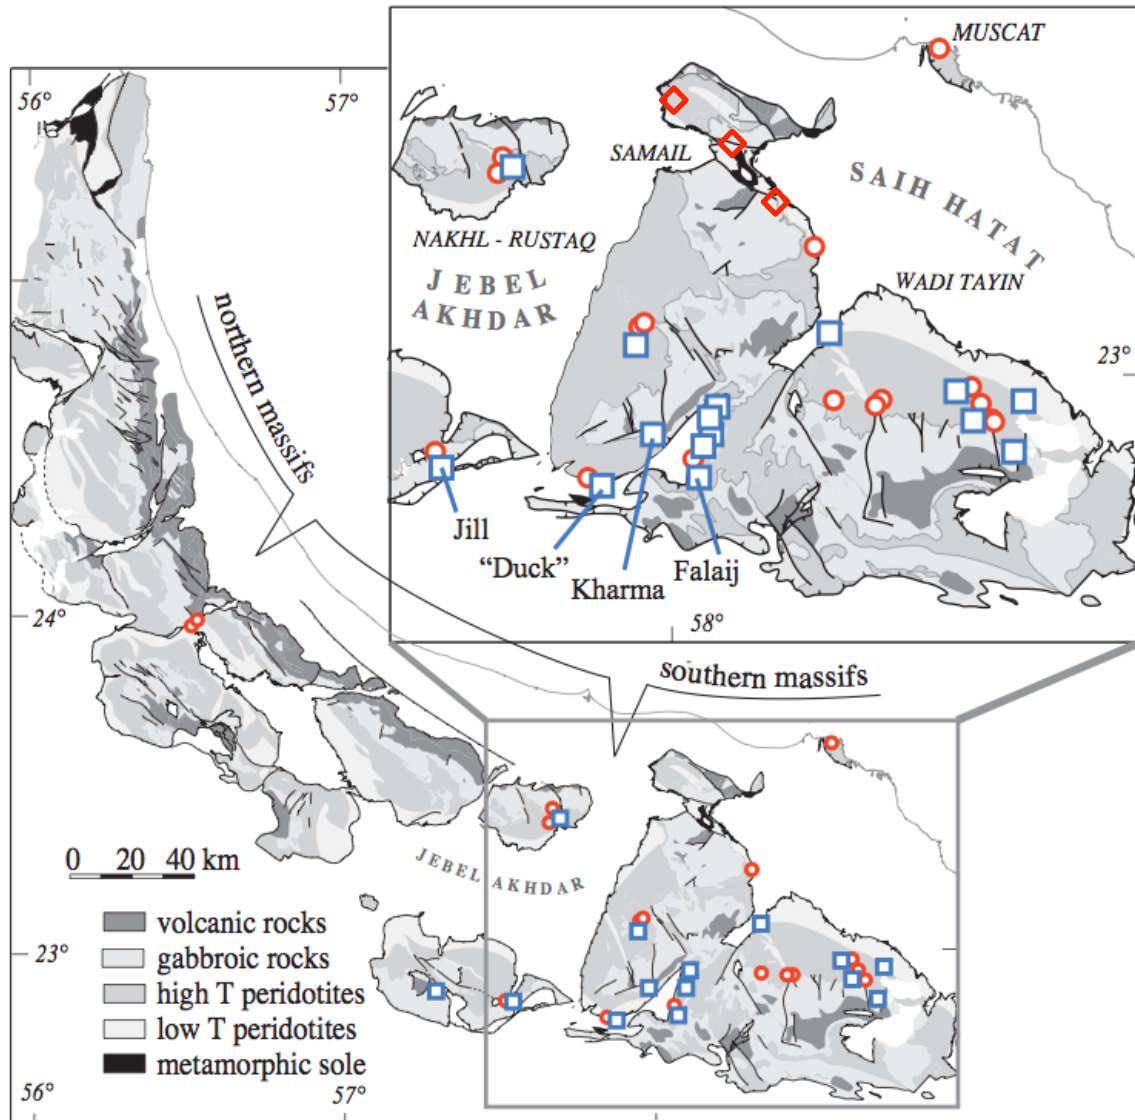 MUSCAT
56°
57°
SAMAIL
SAIH HATAT
NAKHL - RUSTAQ
JEBEL
AKHDAR
WADI TAYIN
northern massifs
23°
Jill
"Duck"
Kharma
Falaij
24°
58°
southern massifs
0 20 40 km
JEBEL AKHDAR
volcanic rocks
gabbroic rocks
23°
high T peridotites
low T peridotites
metamorphic sole
56°
57°